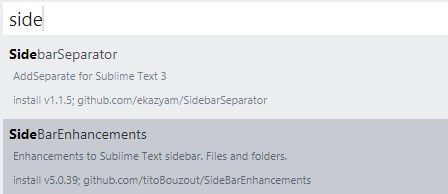 side
SidebarSeparator
AddSeparate for Sublime Text 3
install v1.1.5; github.com/ekazyam/SidebarSeparator
SideBarEnhancements
Enhancements to Sublime Text sidebar. Files and folders.
install v5.0.39; github.com/titoBouzout/SideBarEnhancements